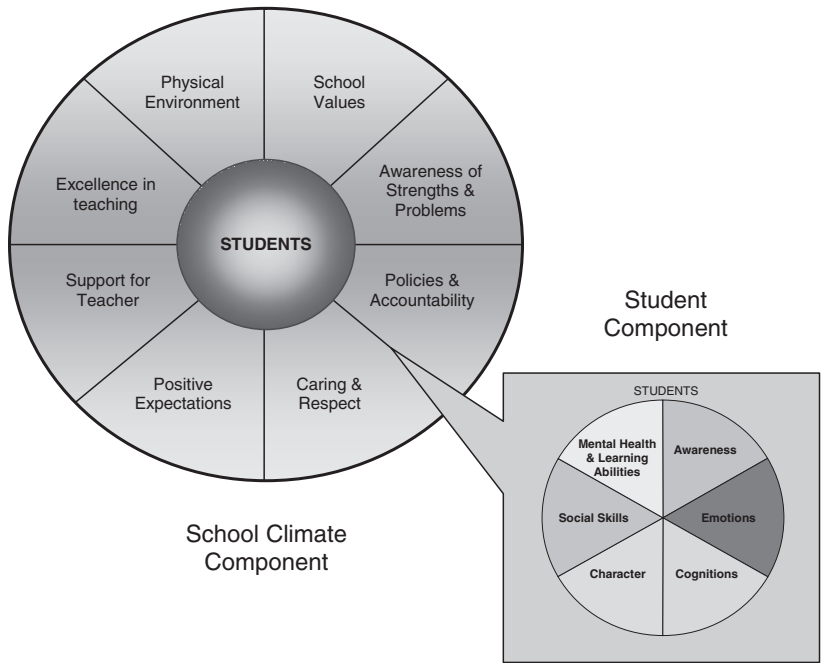 Physical
Environment
School
Values
Excellence in
teaching
Awareness of
Strengths &
Problems
STUDENTS
Support for
Teacher
Policies &
Accountability
Positive
Expectations
Caring &
Respect
School Climate
Component
Student
Component
STUDENTS
Mental Health
& Learning
Abilities
Awareness
Social Skills
Emotions
Character
Cognitions